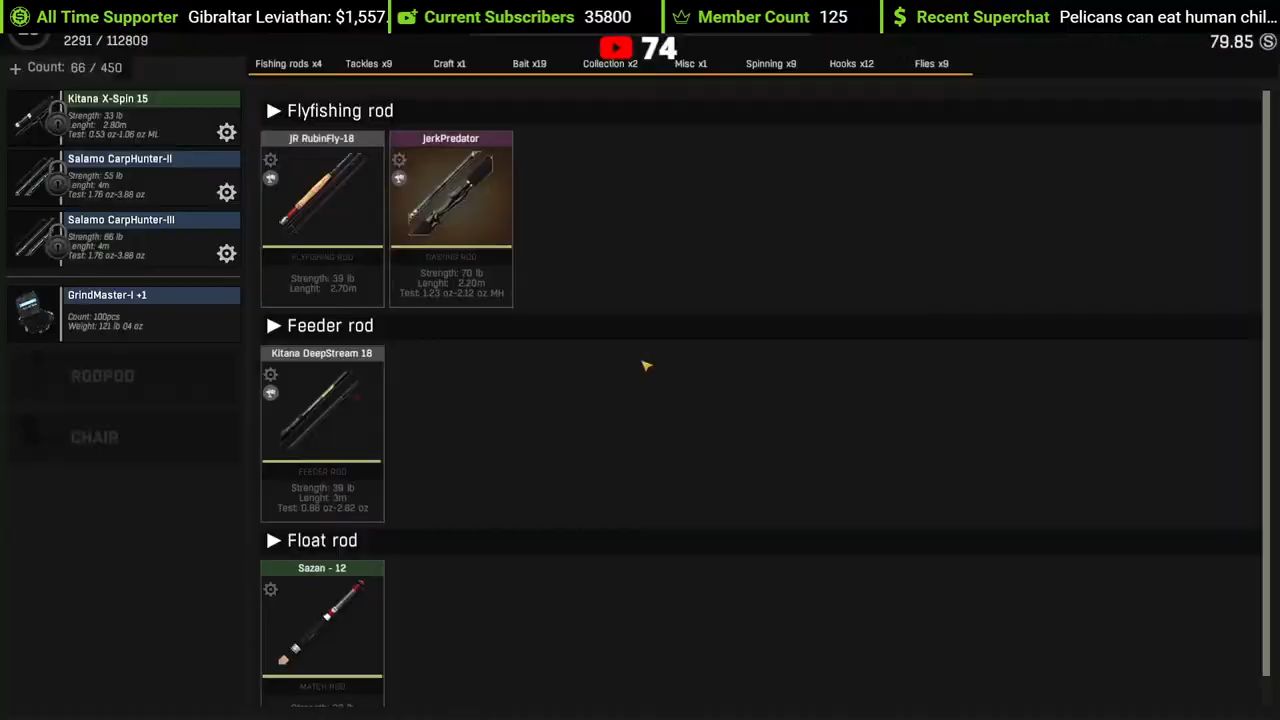 All Time Supporter Gibraltar Leviathan: $1,557. Current Subscribers 35800 Member Count 125 Recent Superchat Pelicans can eat human chil...
2291 / 112809
74
79.85
Count: 66 / 450
Fishing rods x4 Tackles x9 Craft x1 Bait x19 Collection x2 Misc x1 Spinning x9 Hooks x12 Flies x9
Kitana X-Spin 15
Strength: 33 lb
Lenght: 2.80m
Test: 0.53 oz-1.06 oz ML
Salamo CarpHunter-II
Strength: 55 lb
Lenght: 4m
Test: 1.76 oz-3.88 oz
Salamo CarpHunter-III
Strength: 66 lb
Lenght: 4m
Test: 1.76 oz-3.88 oz
GrindMaster-I +1
Count: 100pcs
Weight: 121 lb 04 oz
RODPOD
CHAIR
Flyfishing rod
JR RubinFly-18
FLYFISHING ROD
Strength: 39 lb
Lenght: 2.70m
JerkPredator
CASTING ROD
Strength: 70 lb
Lenght: 2.20m
Test: 1.23 oz-2.12 oz MH
Feeder rod
Kitana DeepStream 18
FEEDER ROD
Strength: 39 lb
Lenght: 3m
Test: 0.88 oz-2.82 oz
Float rod
Sazan - 12
MATCH ROD